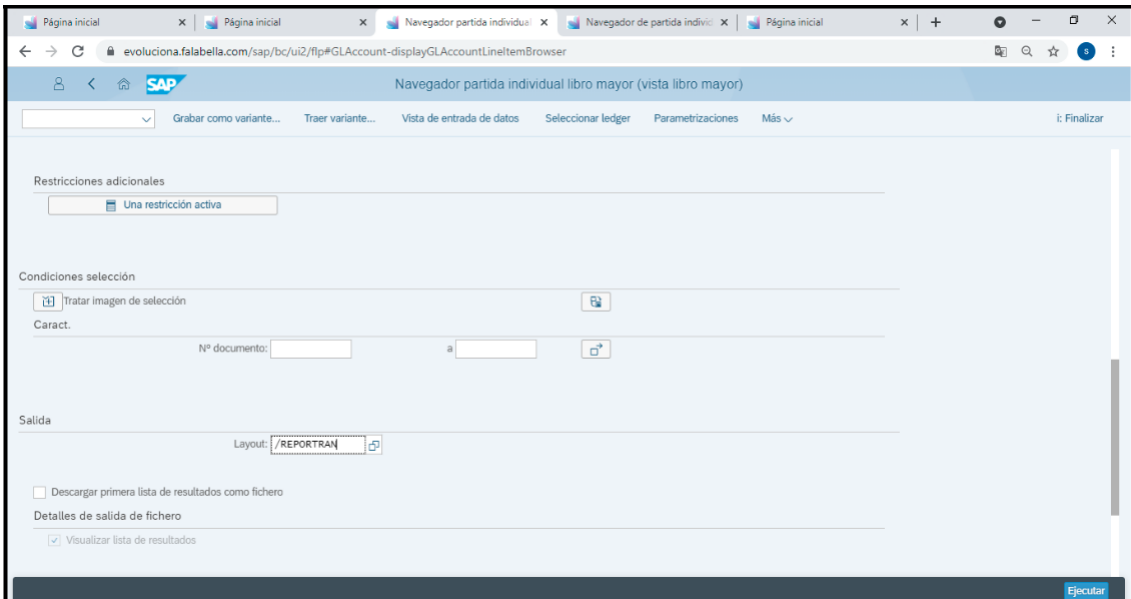 Página inicial Página inicial Navegador partida individual Navegador de partida individ Página inicial
evoluciona.falabella.com/sap/bc/ui2/flp#GLAccount-displayGLAccountLineItemBrowser S
SAP Navegador partida individual libro mayor (vista libro mayor)
Grabar como variante... Traer variante... Vista de entrada de datos Seleccionar ledger Parametrizaciones Más i: Finalizar
Restricciones adicionales
Una restricción activa
Condiciones selección
Tratar imagen de selección
Caract.
Nº documento: a
Salida
Layout: /REPORTRAN
Descargar primera lista de resultados como fichero
Detalles de salida de fichero
Visualizar lista de resultados
Ejecutar